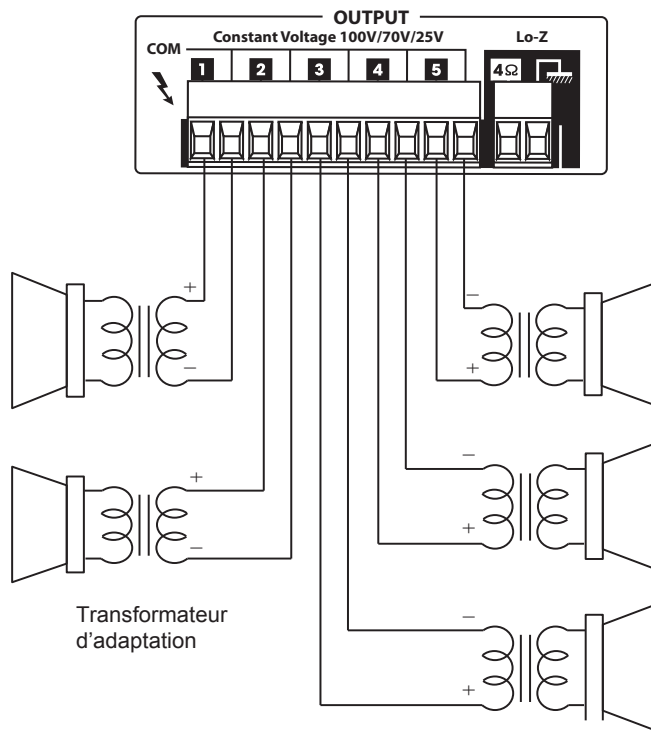 OUTPUT
Constant Voltage 100V/70V/25V
Lo-Z
COM
1 2 3 4 5
4Ω
+
−
−
+
+
−
−
+
Transformateur
d'adaptation
−
+